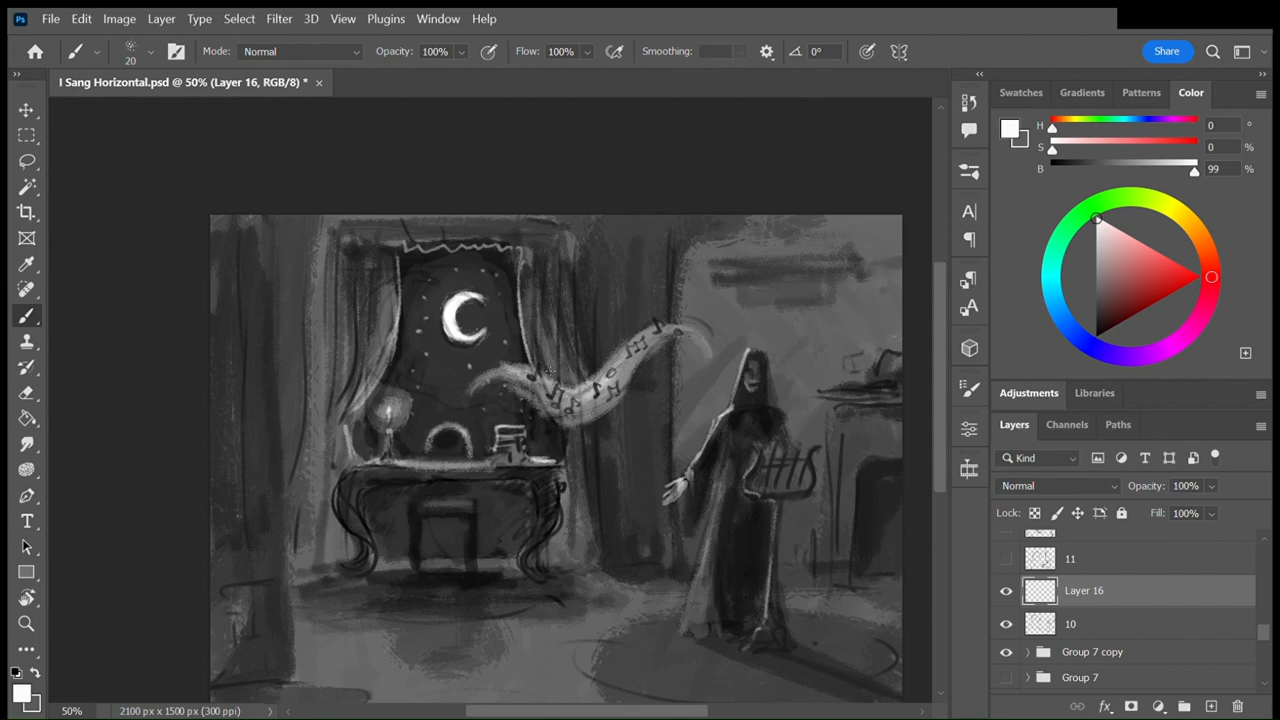 Ps File Edit Image Layer Type Select Filter 3D View Plugins Window Help
20 Mode: Normal Opacity: 100% Flow: 100% Smoothing: 0° Share
I Sang Horizontal.psd @ 50% (Layer 16, RGB/8) * ×
Swatches Gradients Patterns Color
H 0 °
S 0 %
B 99 %
Adjustments Libraries
Layers Channels Paths
Kind
Normal Opacity: 100%
Lock: Fill: 100%
11
Layer 16
10
Group 7 copy
Group 7
50% 2100 px x 1500 px (300 ppi)